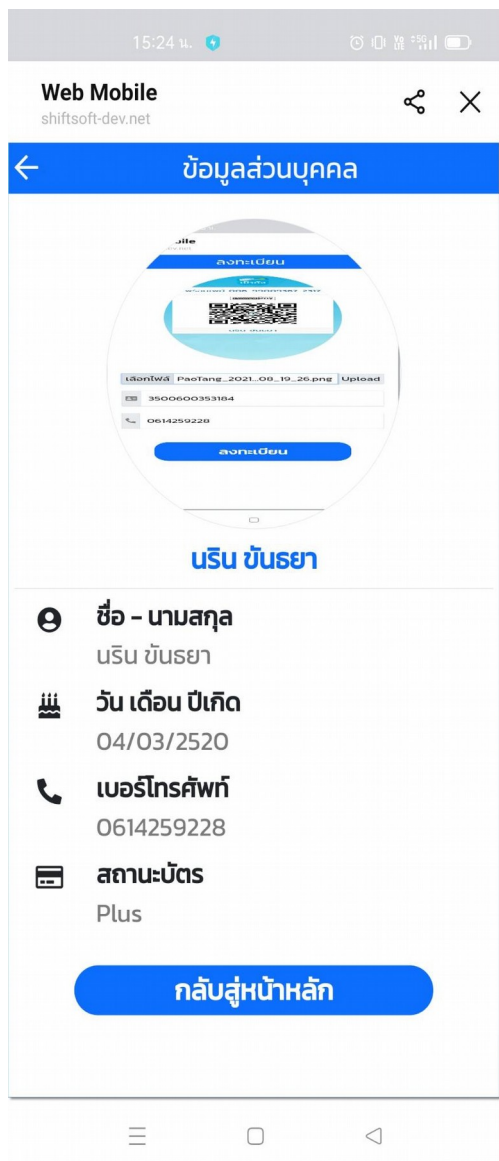 15:24 น.
Web Mobile
shiftsoft-dev.net
ข้อมูลส่วนบุคคล
ลงทะเบียน
เลือกไฟล์ PaoTang_2021...08_19_26.png Upload
3500600353184
0614259228
ลงทะเบียน
นริน ขันธยา
ชื่อ - นามสกุล
นริน ขันธยา
วัน เดือน ปีเกิด
04/03/2520
เบอร์โทรศัพท์
0614259228
สถานะบัตร
Plus
กลับสู่หน้าหลัก